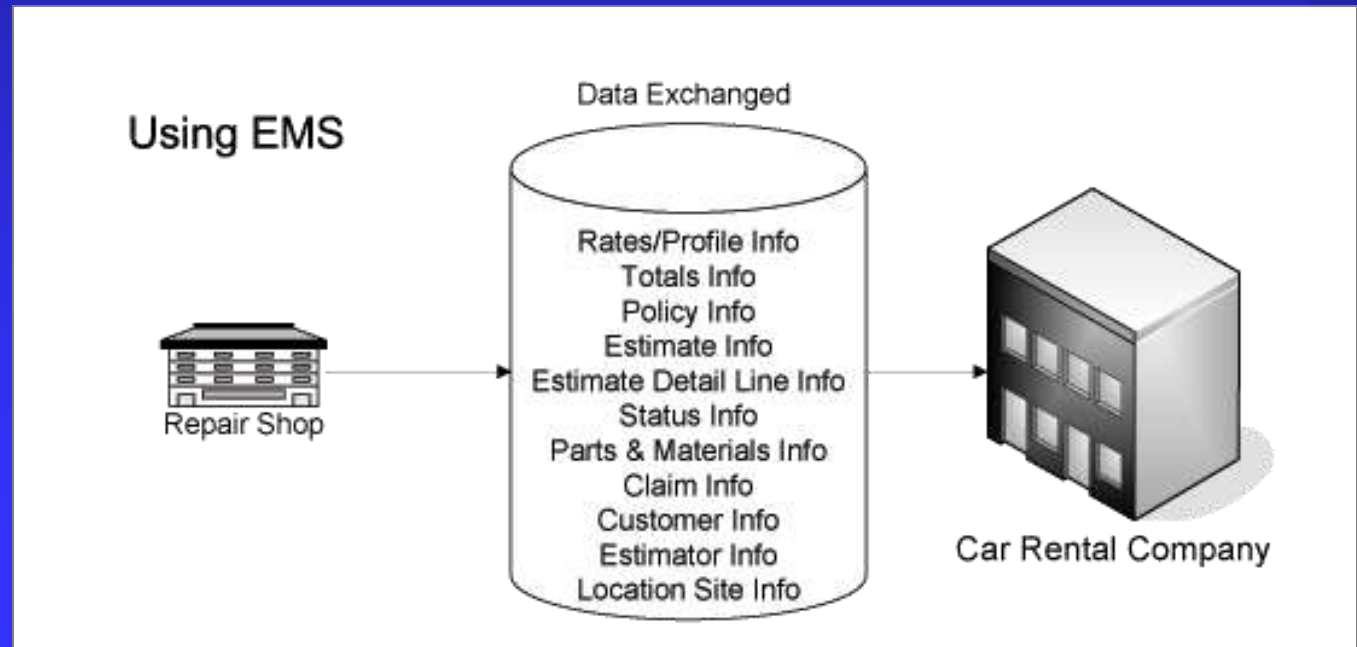 Using EMS
Data Exchanged
Rates/Profile Info
Totals Info
Policy Info
Estimate Info
Estimate Detail Line Info
Status Info
Parts & Materials Info
Claim Info
Customer Info
Estimator Info
Location Site Info
Repair Shop
Car Rental Company